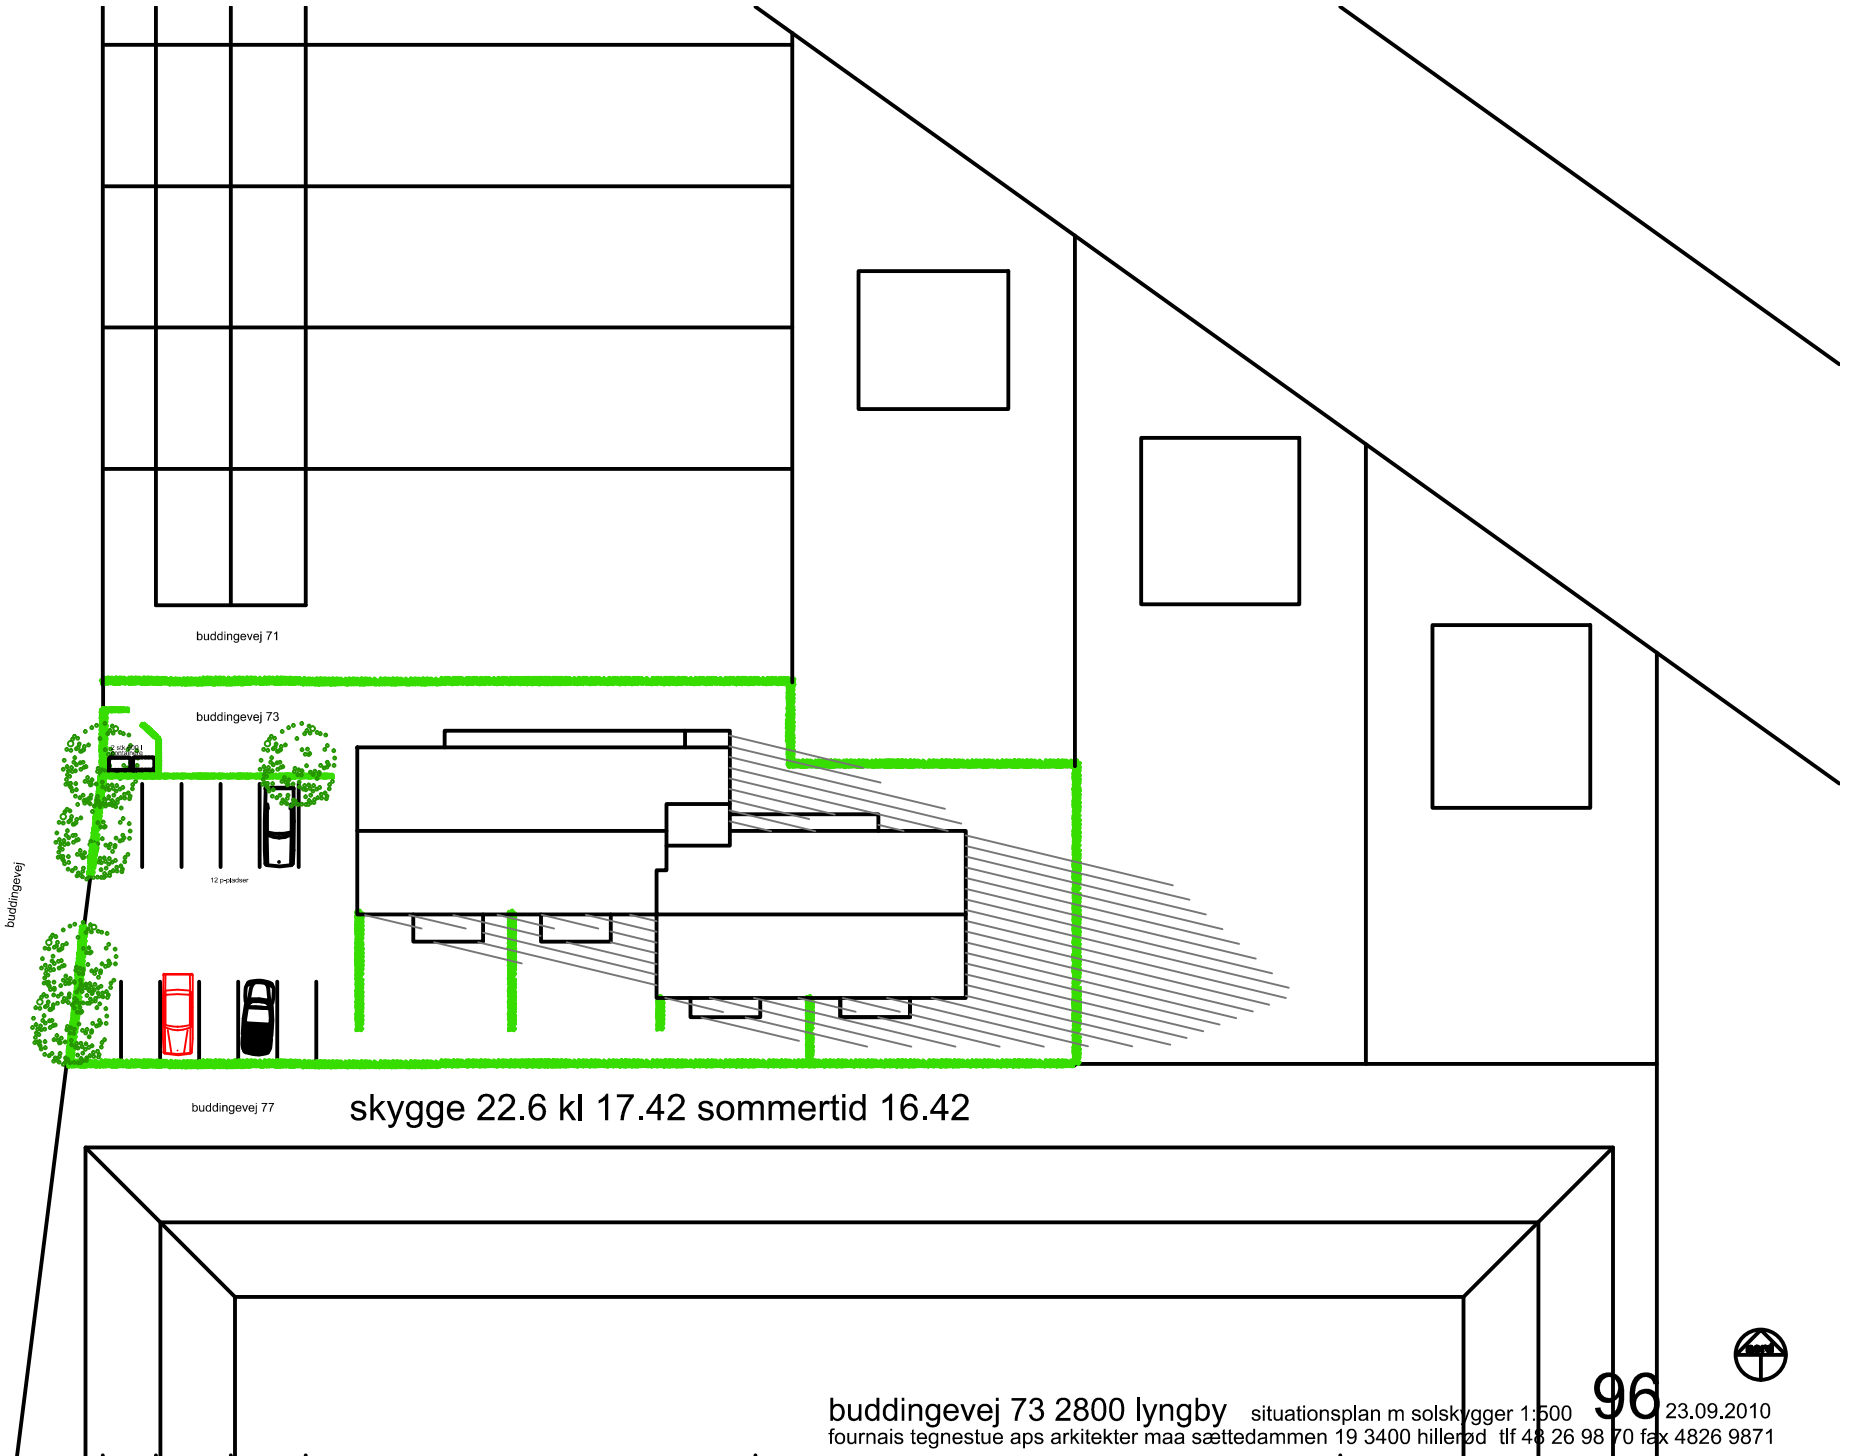 buddingevej 71
buddingevej 73
12 p-pladser
buddingevej
buddingevej 77
skygge 22.6 kl 17.42 sommertid 16.42
nord
buddingevej 73 2800 lyngby situationsplan m solskygger 1:500 96 23.09.2010
fournais tegnestue aps arkitekter maa sættedammen 19 3400 hillerød tlf 48 26 98 70 fax 4826 9871